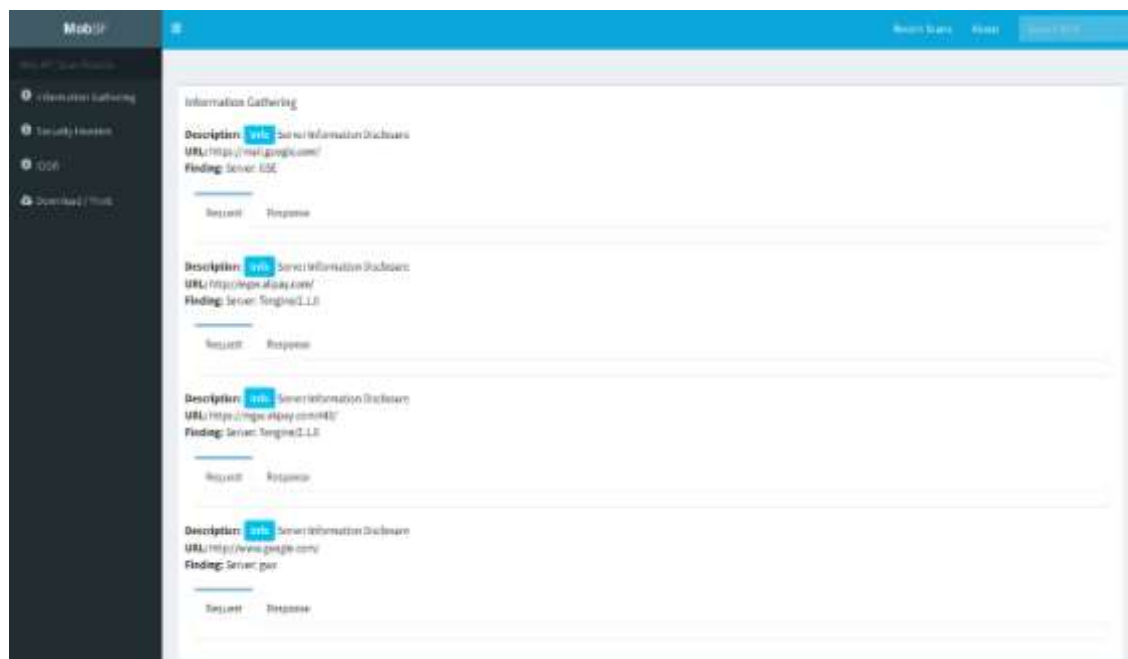 MobSF
Recent Scans About
Information Gathering
Security Headers
IDOR
Download / Print
Information Gathering
Description: Info Server Information Disclosure
URL: https://mail.google.com/
Finding: Server: GSE
Request Response
Description: Info Server Information Disclosure
URL: http://mgw.alipay.com/
Finding: Server: Tengine/2.1.0
Request Response
Description: Info Server Information Disclosure
URL: https://mgw.alipay.com:443/
Finding: Server: Tengine/2.1.0
Request Response
Description: Info Server Information Disclosure
URL: http://www.google.com/
Finding: Server: gws
Request Response